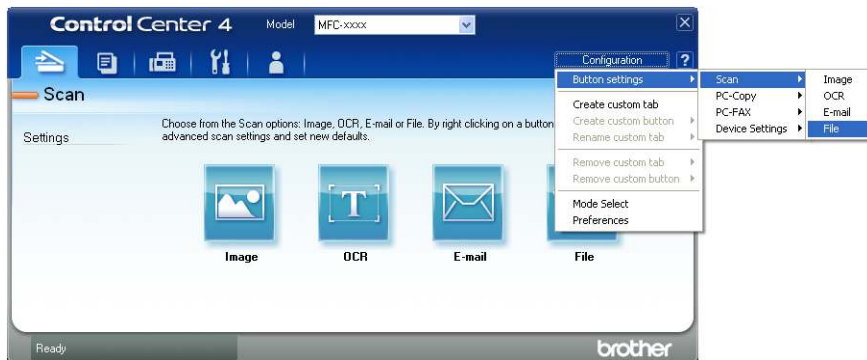 Control Center 4 Model MFC-xxxx
Configuration ?
Scan
Settings
Choose from the Scan options: Image, OCR, E-mail or File. By right clicking on a button
advanced scan settings and set new defaults.
T
Image OCR E-mail File
Button settings
Create custom tab
Create custom button
Rename custom tab
Remove custom tab
Remove custom button
Mode Select
Preferences
Scan
PC-Copy
PC-FAX
Device Settings
Image
OCR
E-mail
File
Ready
brother